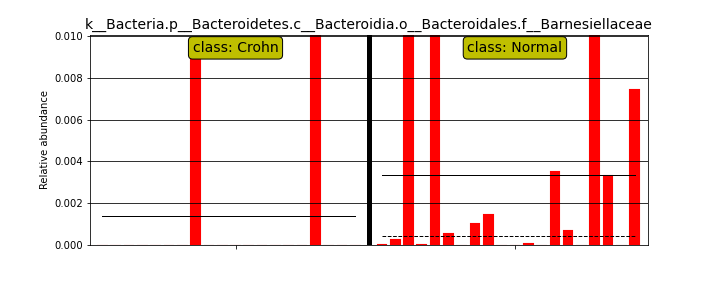 k__Bacteria.p__Bacteroidetes.c__Bacteroidia.o__Bacteroidales.f__Barnesiellaceae
class: Crohn
class: Normal
Relative abundance
0.010
0.008
0.006
0.004
0.002
0.000